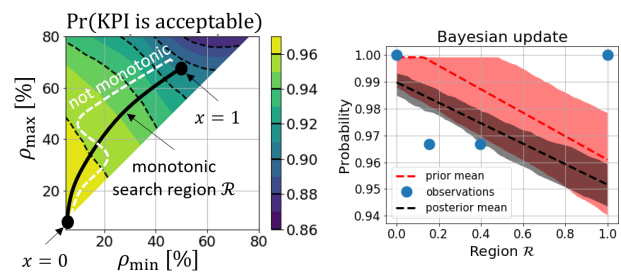 Pr(KPI is acceptable)
80
60
40
20
ρmax [%]
not monotonic
x = 1
monotonic
search region ℛ
20
40
60
80
ρmin [%]
x = 0
0.96
0.94
0.92
0.90
0.88
0.86
Bayesian update
1.00
0.99
0.98
0.97
0.96
0.95
0.94
Probability
prior mean
observations
posterior mean
0.0
0.2
0.4
0.6
0.8
1.0
Region ℛ